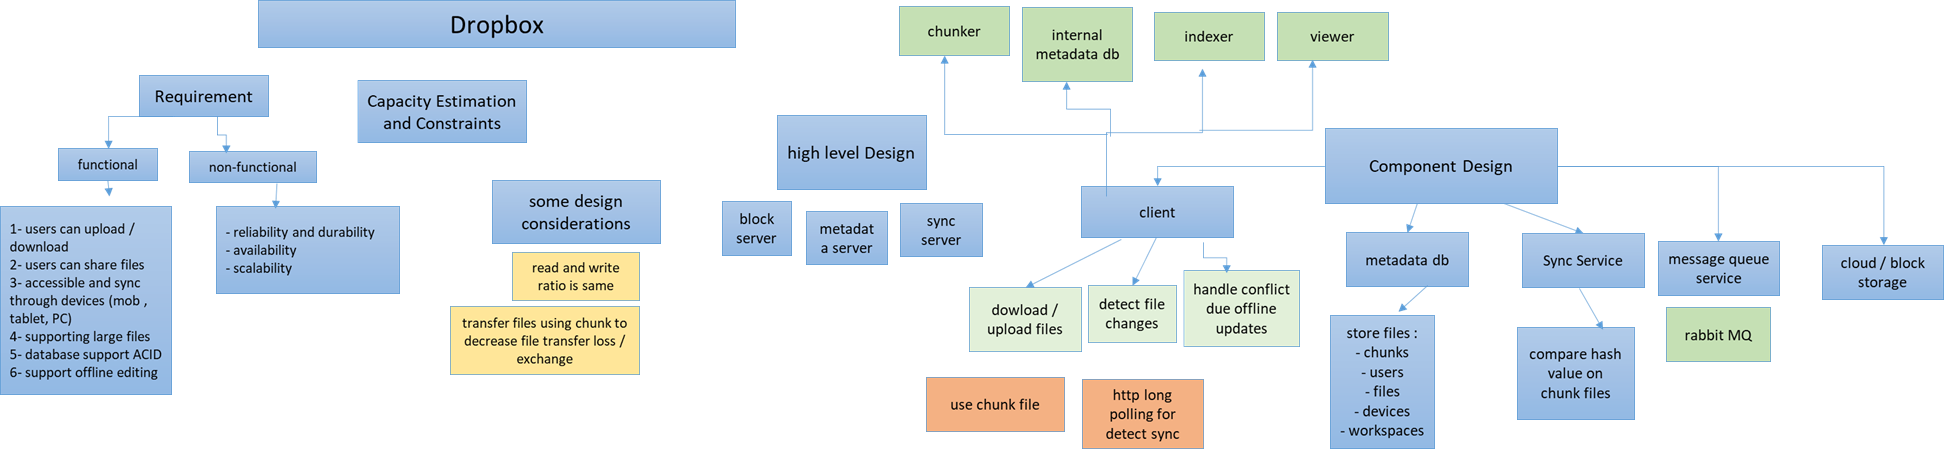 Dropbox
Requirement
functional
non-functional
1- users can upload /
download
2- users can share files
3- accessible and sync
through devices (mob ,
tablet, PC)
4- supporting large files
5- database support ACID
6- support offline editing
- reliability and durability
- availability
- scalability
Capacity Estimation
and Constraints
some design
considerations
read and write
ratio is same
transfer files using chunk to
decrease file transfer loss /
exchange
high level Design
block
server
metadat
a server
sync
server
chunker
internal
metadata db
indexer
viewer
Component Design
client
dowload /
upload files
detect file
changes
handle conflict
due offline
updates
use chunk file
http long
polling for
detect sync
metadata db
store files :
- chunks
- users
- files
- devices
- workspaces
Sync Service
compare hash
value on
chunk files
message queue
service
rabbit MQ
cloud / block
storage